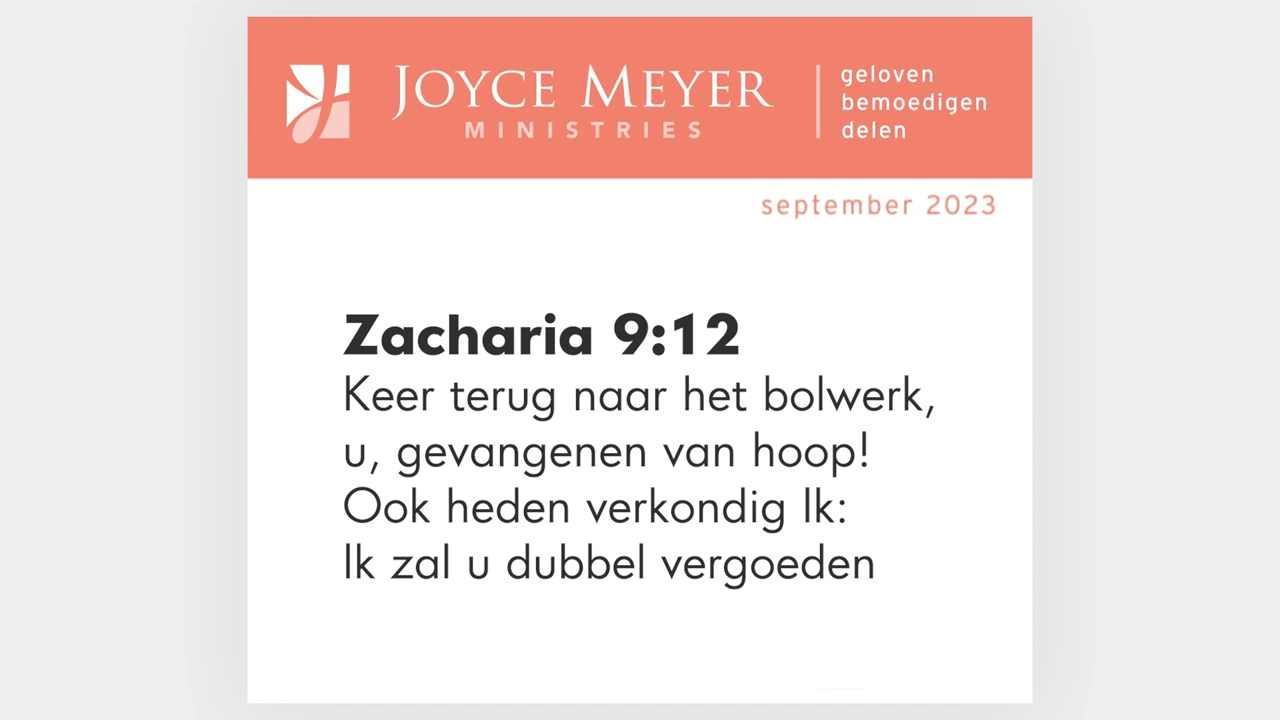 JOYCE MEYER
MINISTRIES
geloven
bemoedigen
delen
september 2023
Zacharia 9:12
Keer terug naar het bolwerk,
u, gevangenen van hoop!
Ook heden verkondig Ik:
Ik zal u dubbel vergoeden